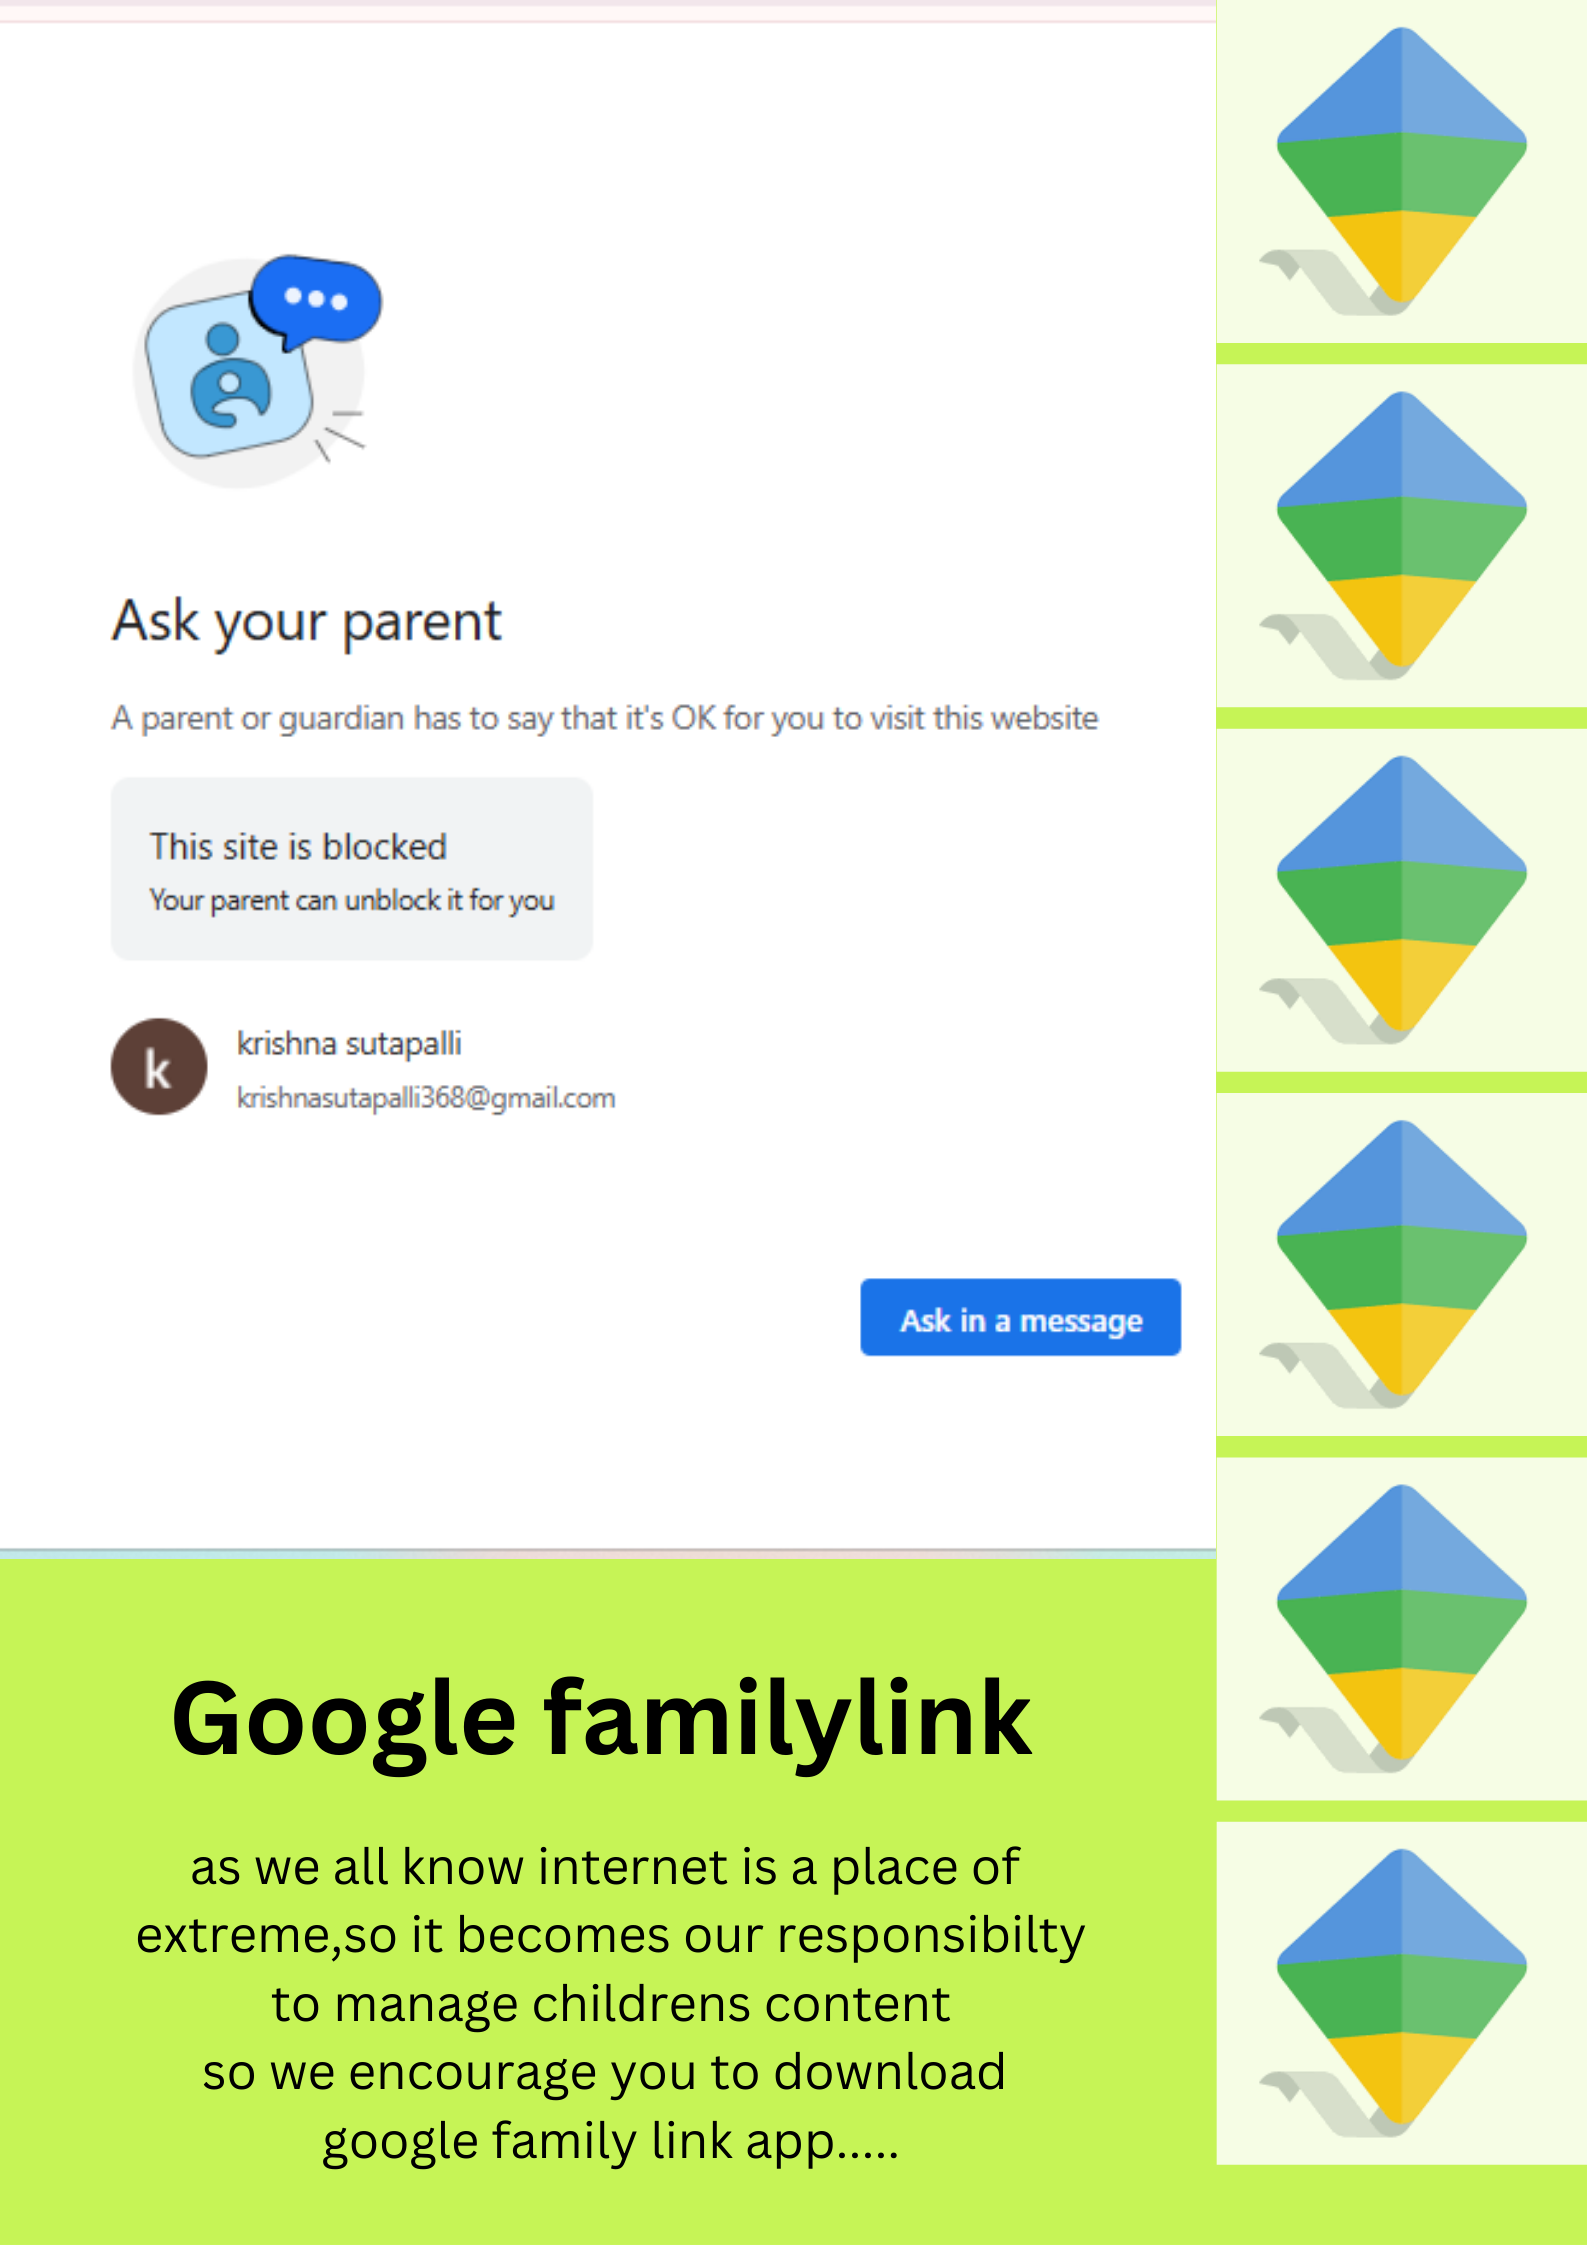 Ask your parent
A parent or guardian has to say that it's OK for you to visit this website
This site is blocked
Your parent can unblock it for you
k
krishna sutapalli
krishnasutapalli368@gmail.com
Ask in a message
Google familylink
as we all know internet is a place of
extreme,so it becomes our responsibilty
to manage childrens content
so we encourage you to download
google family link app.....